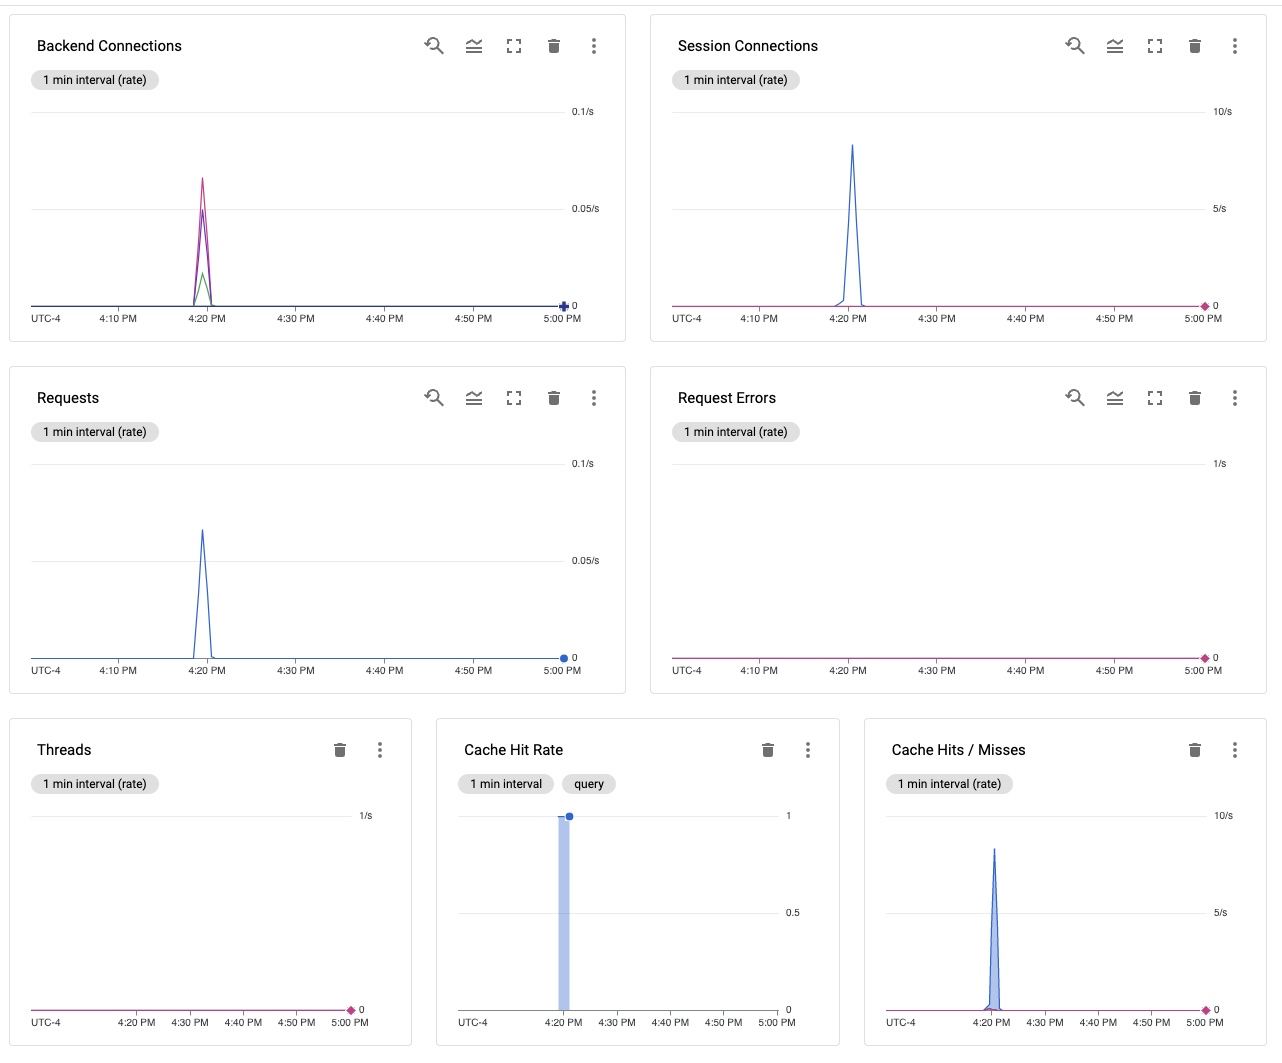 Backend Connections
1 min interval (rate)
0.1/s
0.05/s
0
UTC-4 4:10 PM 4:20 PM 4:30 PM 4:40 PM 4:50 PM 5:00 PM
Session Connections
1 min interval (rate)
10/s
5/s
0
UTC-4 4:10 PM 4:20 PM 4:30 PM 4:40 PM 4:50 PM 5:00 PM
Requests
1 min interval (rate)
0.1/s
0.05/s
0
UTC-4 4:10 PM 4:20 PM 4:30 PM 4:40 PM 4:50 PM 5:00 PM
Request Errors
1 min interval (rate)
1/s
0
UTC-4 4:10 PM 4:20 PM 4:30 PM 4:40 PM 4:50 PM 5:00 PM
Threads
1 min interval (rate)
1/s
0
UTC-4 4:20 PM 4:30 PM 4:40 PM 4:50 PM 5:00 PM
Cache Hit Rate
1 min interval query
1
0.5
0
UTC-4 4:20 PM 4:30 PM 4:40 PM 4:50 PM 5:00 PM
Cache Hits / Misses
1 min interval (rate)
10/s
5/s
0
UTC-4 4:20 PM 4:30 PM 4:40 PM 4:50 PM 5:00 PM